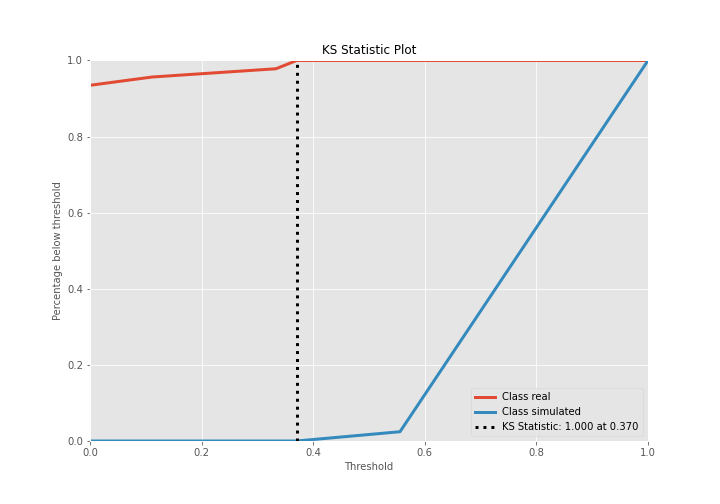 KS Statistic Plot
1.0
0.8
0.6
0.4
0.2
0.0
Percentage below threshold
Class real
Class simulated
KS Statistic: 1.000 at 0.370
0.0 0.2 0.4 0.6 0.8 1.0
Threshold